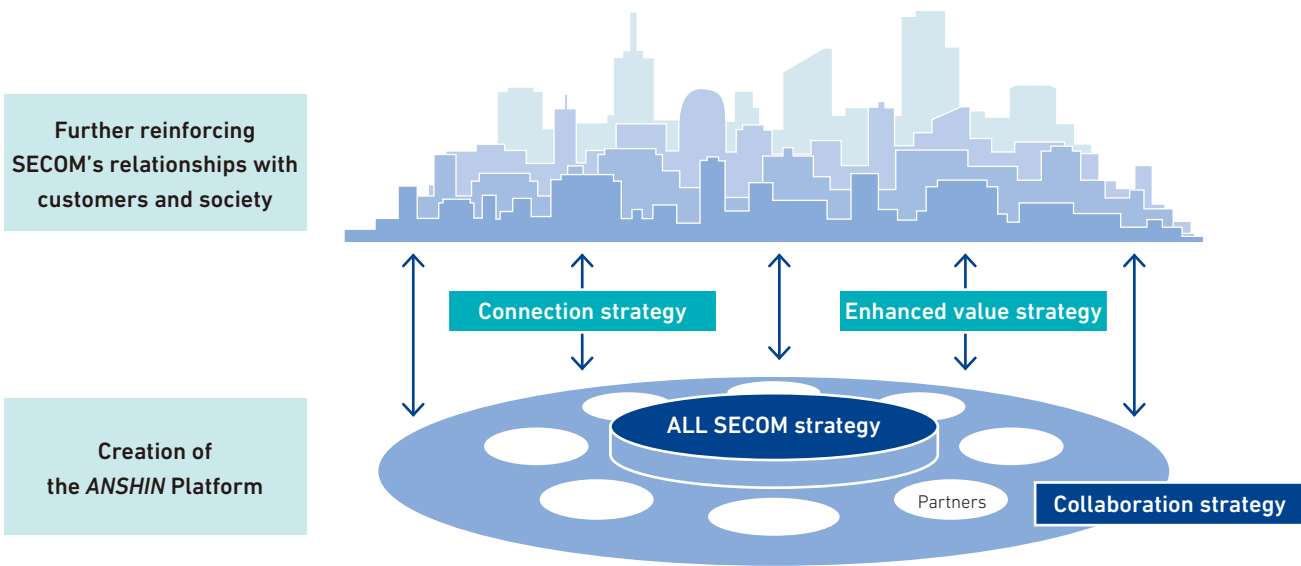 Further reinforcing
SECOM’s relationships with
customers and society
Connection strategy
Enhanced value strategy
Creation of
the ANSHIN Platform
ALL SECOM strategy
Partners
Collaboration strategy